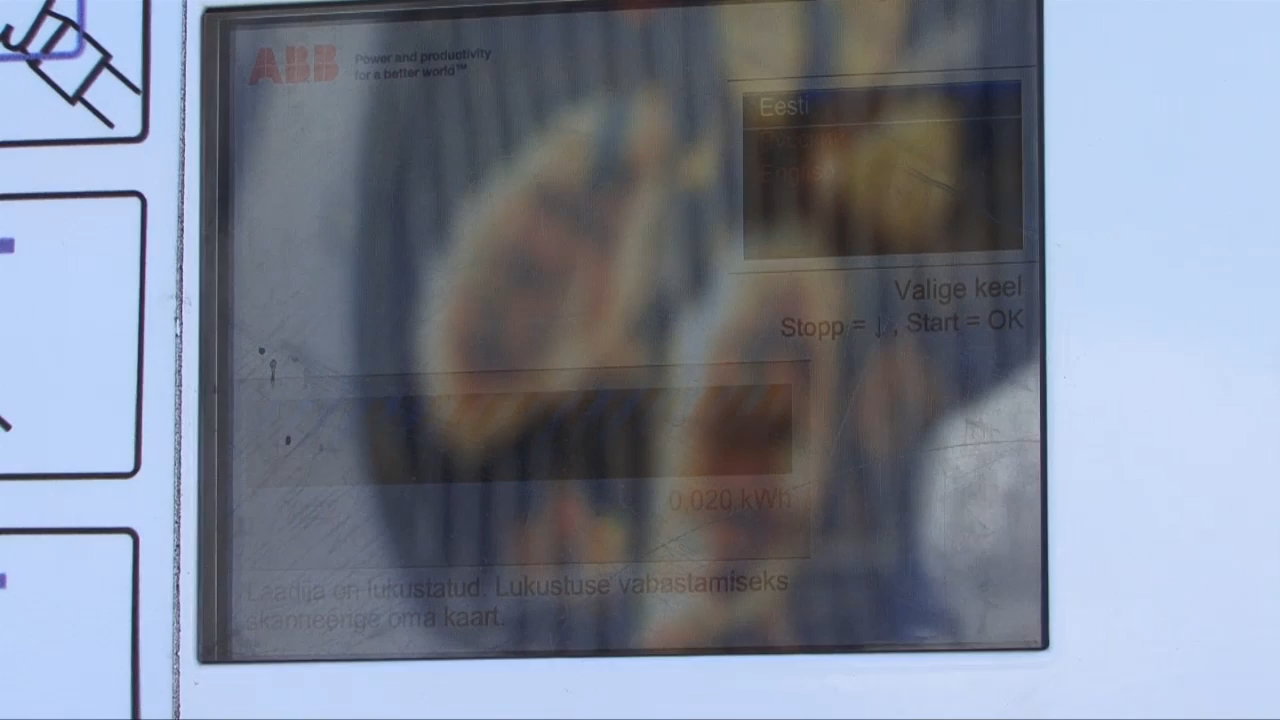 ABB
Power and productivity
for a better world™
Eesti
English
Valige keel
Stopp = ↓ , Start = OK
0,020 kWh
Laadija on lukustatud. Lukustuse vabastamiseks
skanneerige oma kaart.